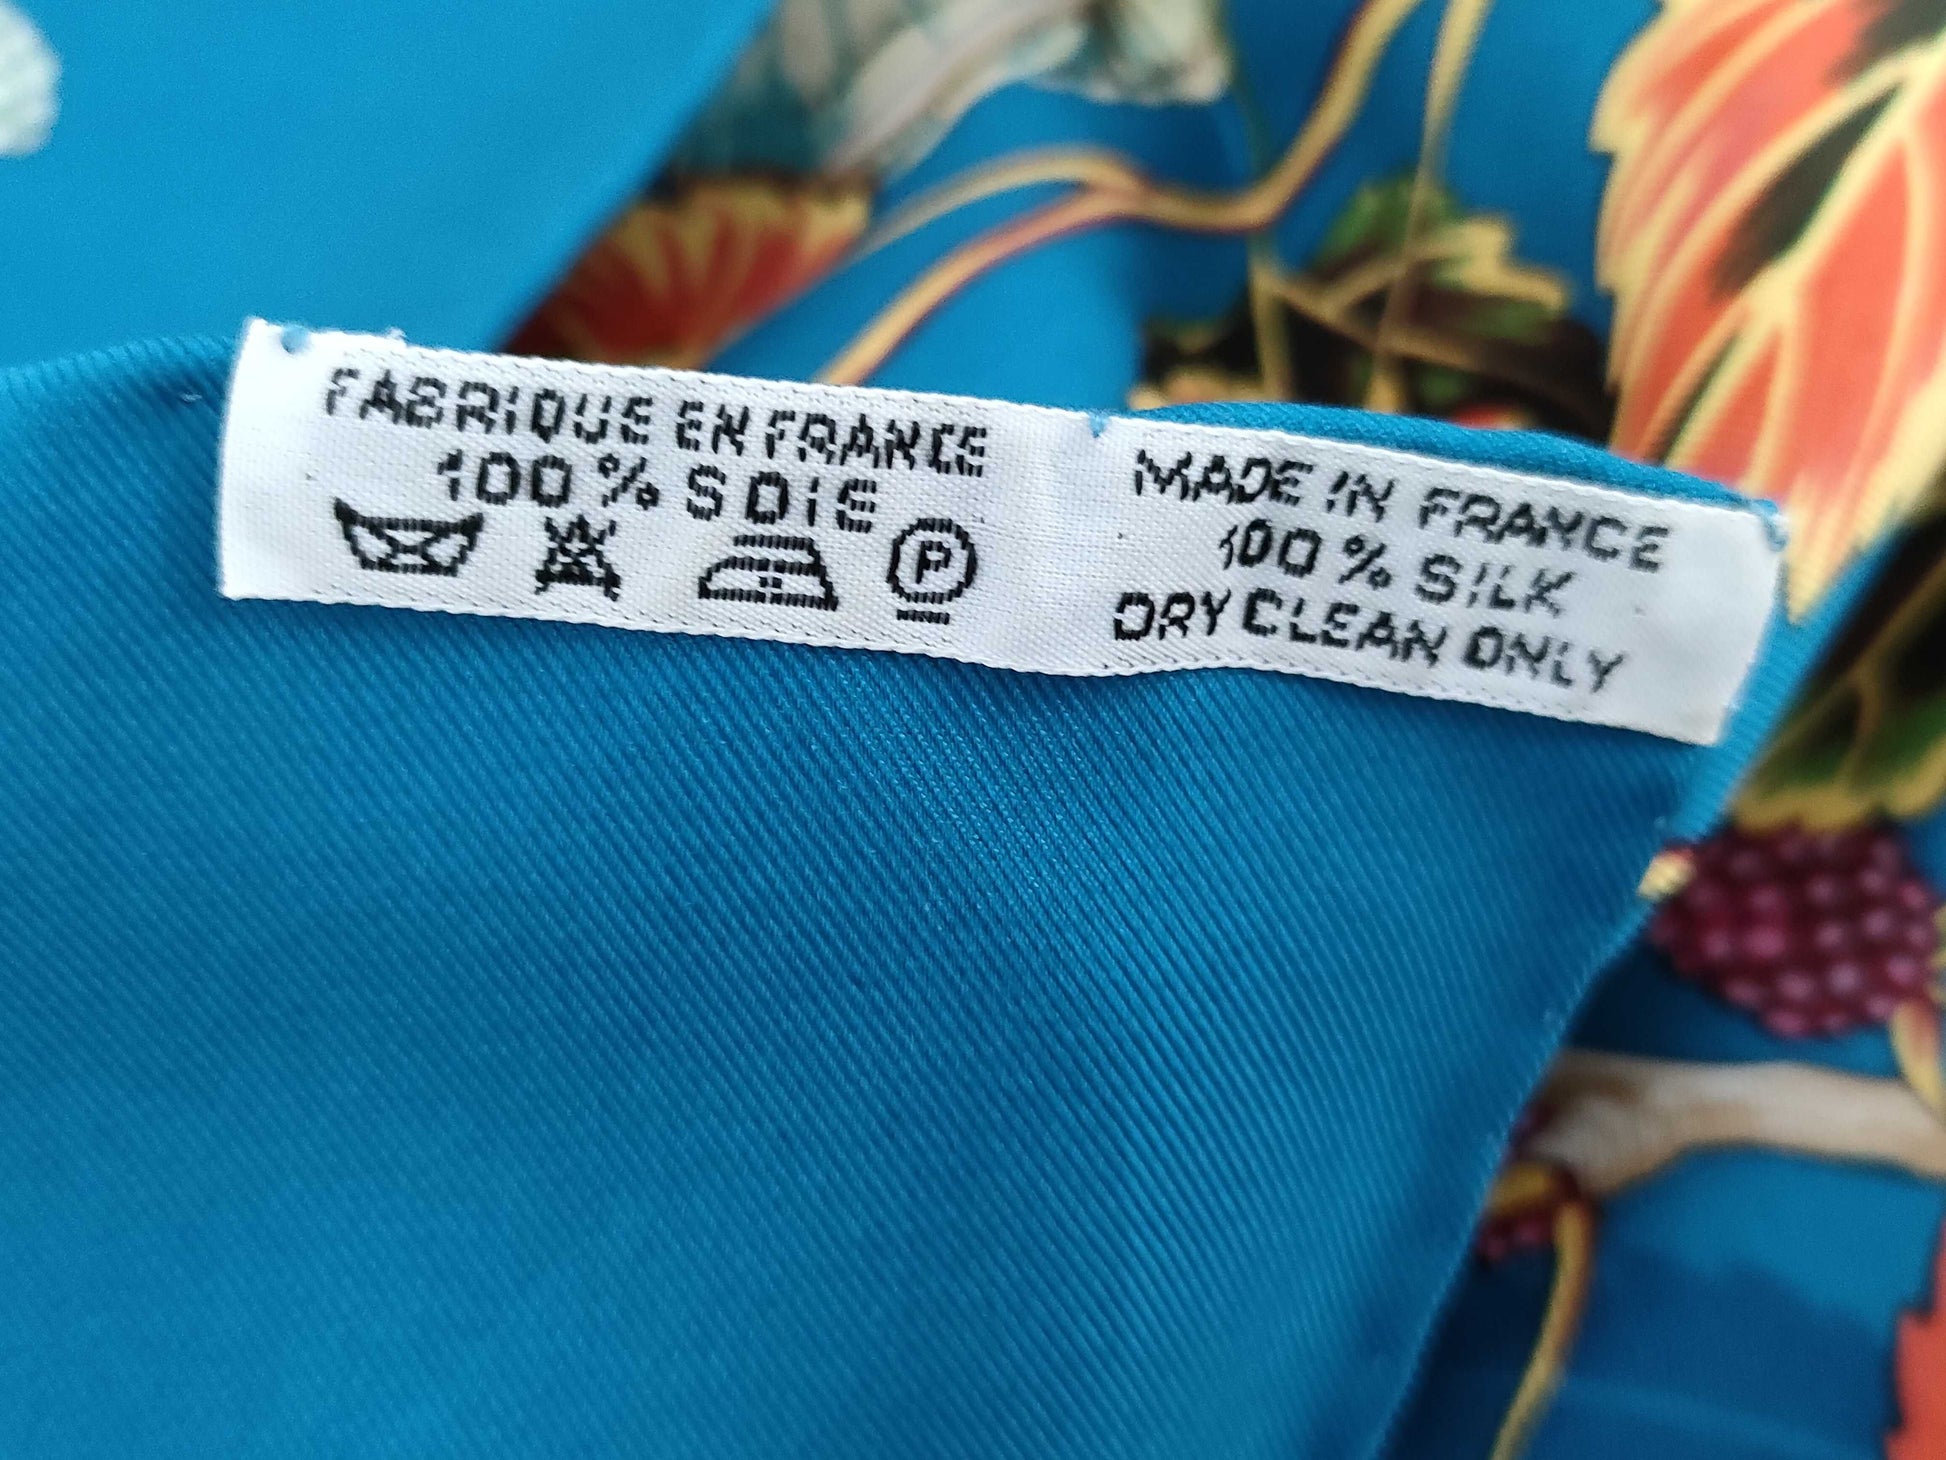 FABRIQUE EN FRANCE
100% SOIE
P
MADE IN FRANCE
100% SILK
DRY CLEAN ONLY